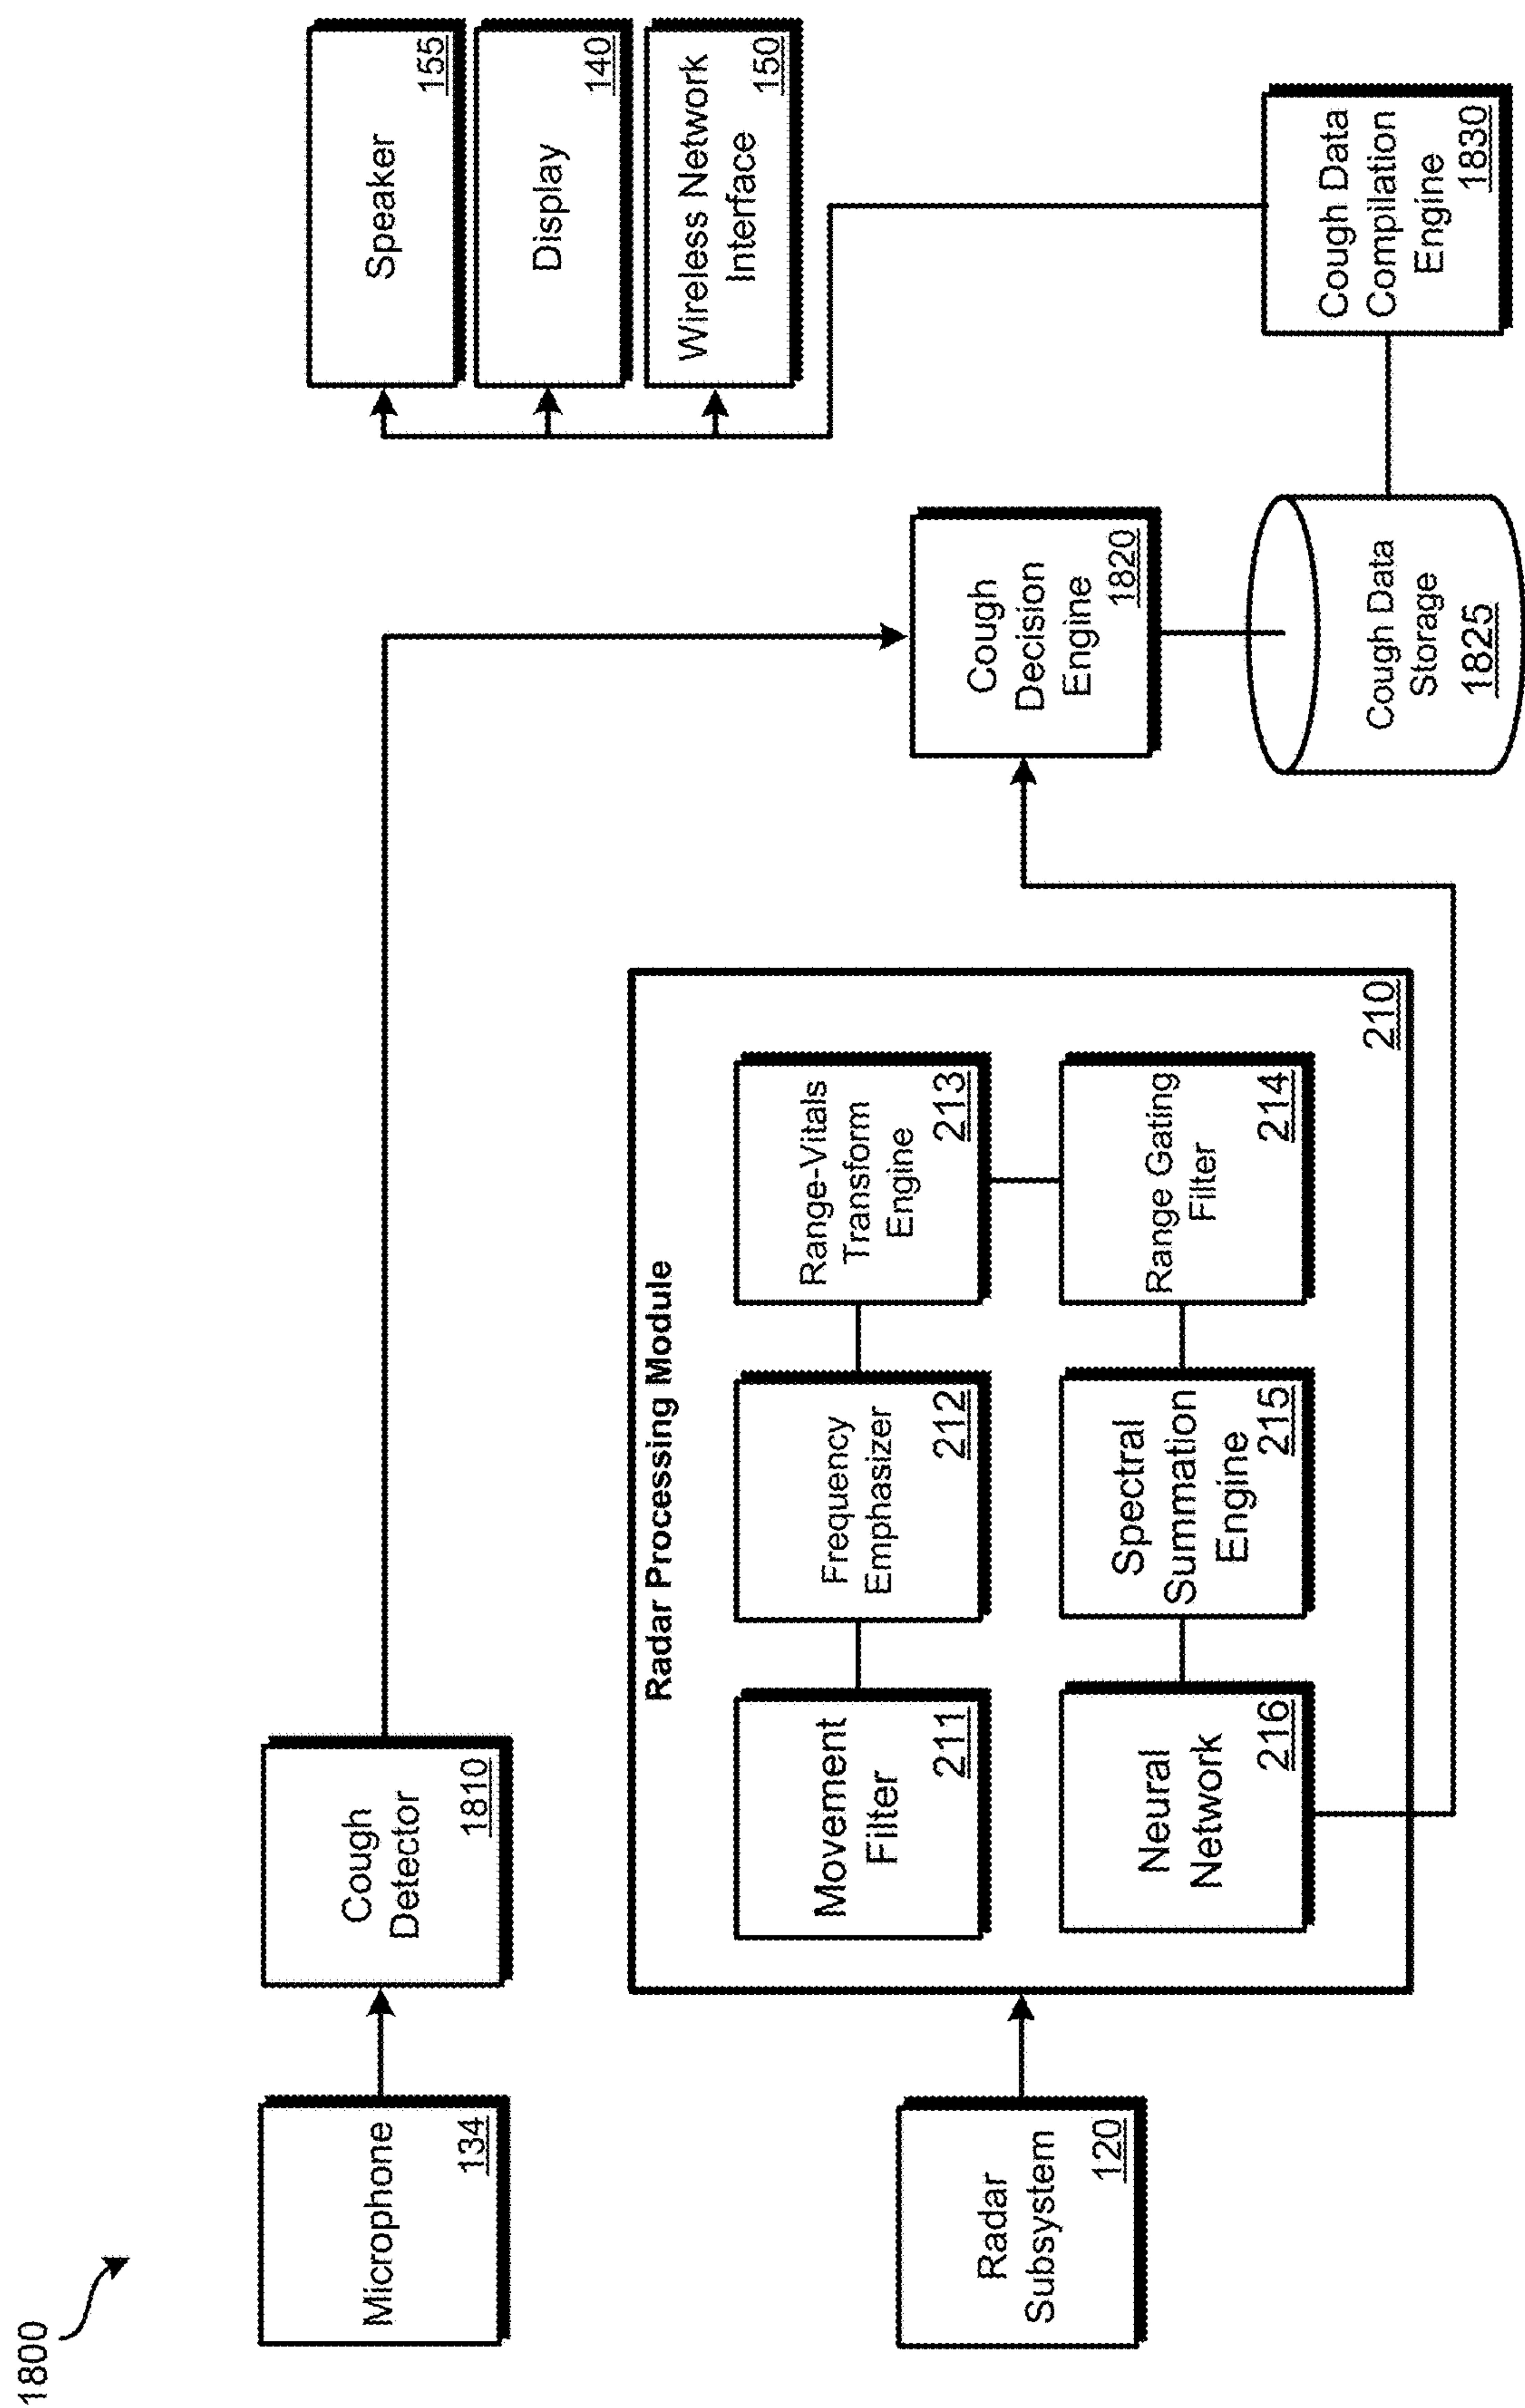 1800
Microphone
134
Cough
Detector
1810
Speaker
155
Display
140
Wireless Network
Interface
150
Radar
Subsystem
120
Radar Processing Module
Movement
Filter
211
Frequency
Emphasizer
212
Range-Vitals
Transform
Engine
213
Neural
Network
216
Spectral
Summation
Engine
215
Range Gating
Filter
214
210
Cough
Decision
Engine
1820
Cough Data
Storage
1825
Cough Data
Compilation
Engine
1830